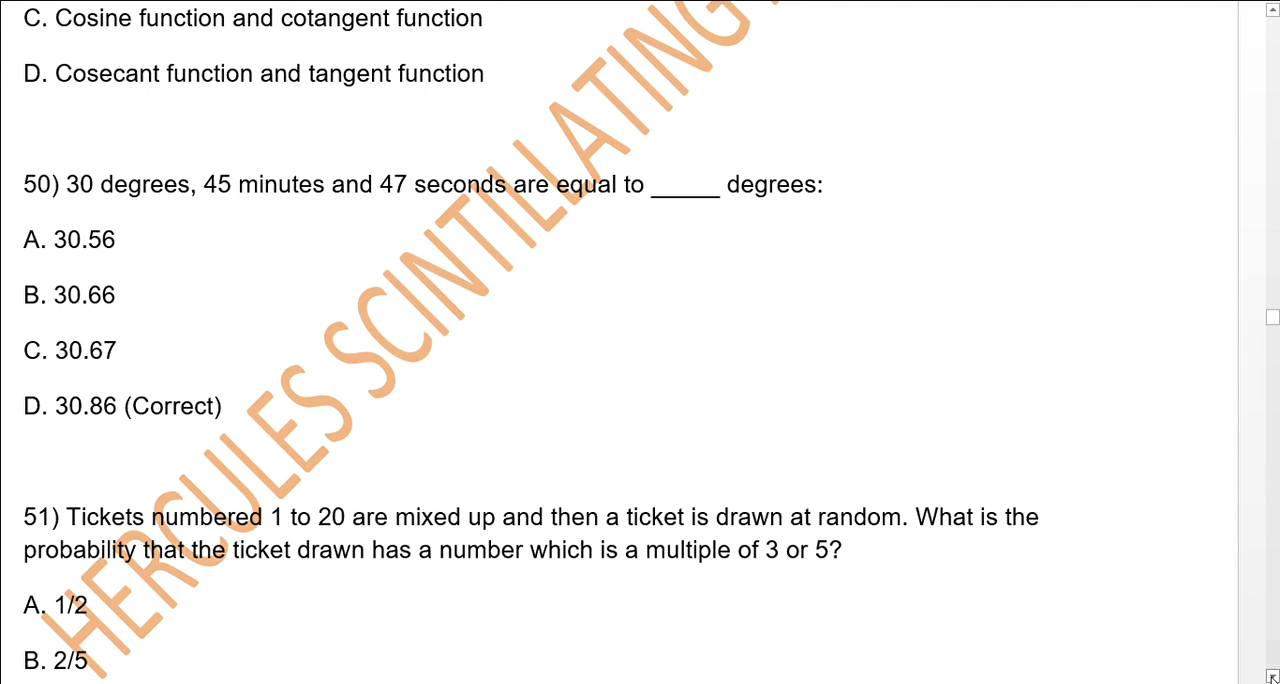 C. Cosine function and cotangent function
D. Cosecant function and tangent function
50) 30 degrees, 45 minutes and 47 seconds are equal to _____ degrees:
A. 30.56
B. 30.66
C. 30.67
D. 30.86 (Correct)
51) Tickets numbered 1 to 20 are mixed up and then a ticket is drawn at random. What is the
probability that the ticket drawn has a number which is a multiple of 3 or 5?
A. 1/2
B. 2/5
HERCULES SCINTILLATING